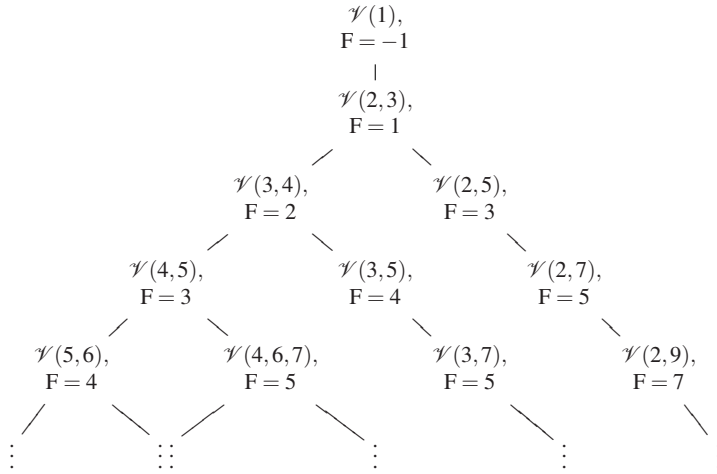 𝒱(1),
F = −1
𝒱(2,3),
F = 1
𝒱(3,4),
F = 2
𝒱(2,5),
F = 3
𝒱(4,5),
F = 3
𝒱(3,5),
F = 4
𝒱(2,7),
F = 5
𝒱(5,6),
F = 4
𝒱(4,6,7),
F = 5
𝒱(3,7),
F = 5
𝒱(2,9),
F = 7